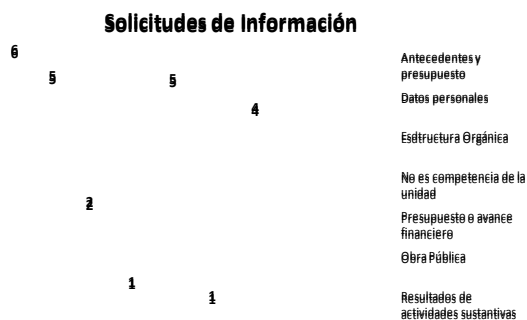 Solicitudes de Información
6
5
5
4
2
1
1
Antecedentes y
presupuesto
Datos personales
Esdtructura Orgánica
No es competencia de la
unidad
Presupuesto o avance
financiero
Obra Pública
Resultados de
actividades sustantivas